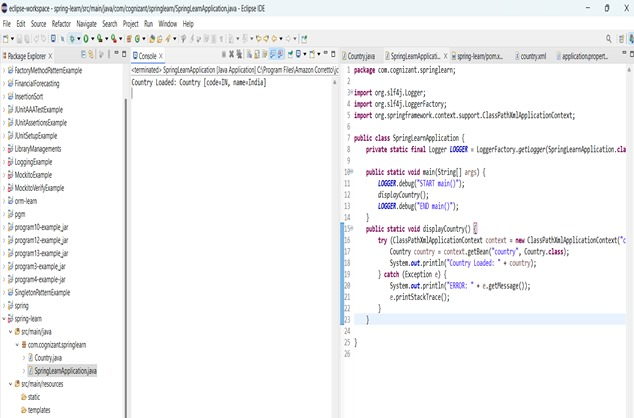 eclipse-workspace - spring-learn/src/main/java/com/cognizant/springlearn/SpringLearnApplication.java - Eclipse IDE
File Edit Source Refactor Navigate Search Project Run Window Help
Package Explorer
FactoryMethodPatternExample
FinancialForecasting
InsertionSort
JUnitAAATestExample
JUnitAssertionsExample
JUnitSetupExample
LibraryManagements
LoggingExample
MockitoExample
MockitoVerifyExample
orm-learn
pgm
program10-example_jar
program12-example_jar
program13-example_jar
program3-example_jar
program4-example-jar
SingletonPatternExample
spring
spring-learn
src/main/java
com.cognizant.springlearn
Country.java
SpringLearnApplication.java
src/main/resources
static
templates
Console
<terminated> SpringLearnApplication [Java Application] C:\Program Files\Amazon Corretto\
Country Loaded: Country [code=IN, name=India]
Country.java SpringLearnApplicati... spring-learn/pom.x... country.xml application.propert...
1 package com.cognizant.springlearn;
2
3 import org.slf4j.Logger;
4 import org.slf4j.LoggerFactory;
5 import org.springframework.context.support.ClassPathXmlApplicationContext;
6
7 public class SpringLearnApplication {
8 private static final Logger LOGGER = LoggerFactory.getLogger(SpringLearnApplication.cla
9
10 public static void main(String[] args) {
11 LOGGER.debug("START main()");
12 displayCountry();
13 LOGGER.debug("END main()");
14 }
15 public static void displayCountry() {
16 try (ClassPathXmlApplicationContext context = new ClassPathXmlApplicationContext("c
17 Country country = context.getBean("country", Country.class);
18 System.out.println("Country Loaded: " + country);
19 } catch (Exception e) {
20 System.out.println("ERROR: " + e.getMessage());
21 e.printStackTrace();
22 }
23 }
24
25 }
26